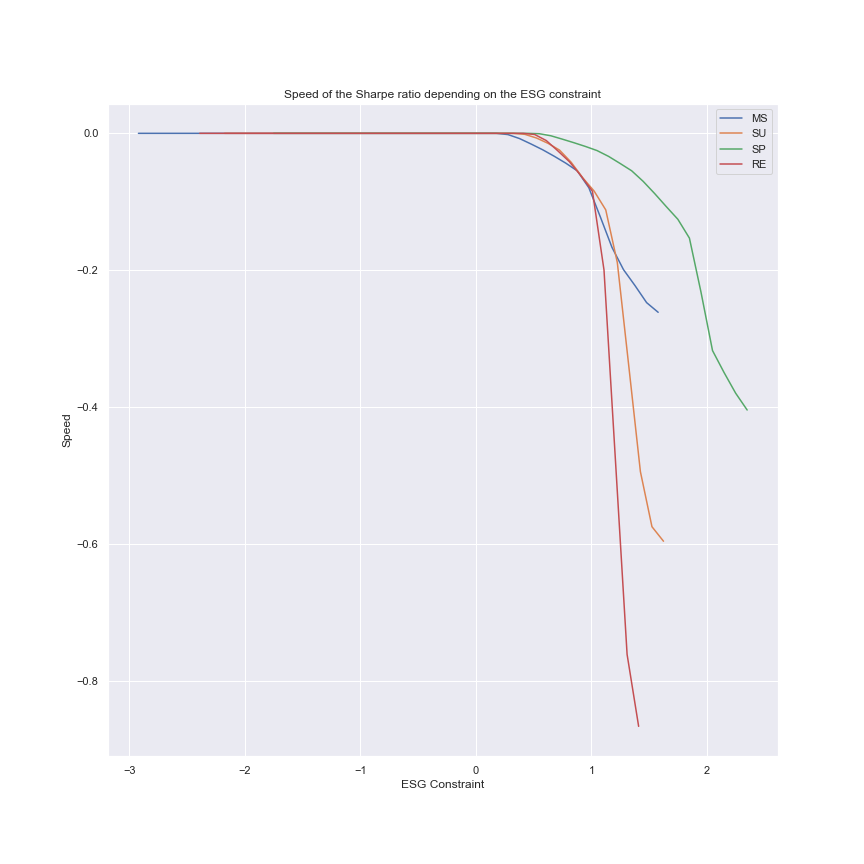 Speed of the Sharpe ratio depending on the ESG constraint
MS
SU
SP
RE
0.0
−0.2
−0.4
−0.6
−0.8
Speed
−3
−2
−1
0
1
2
ESG Constraint